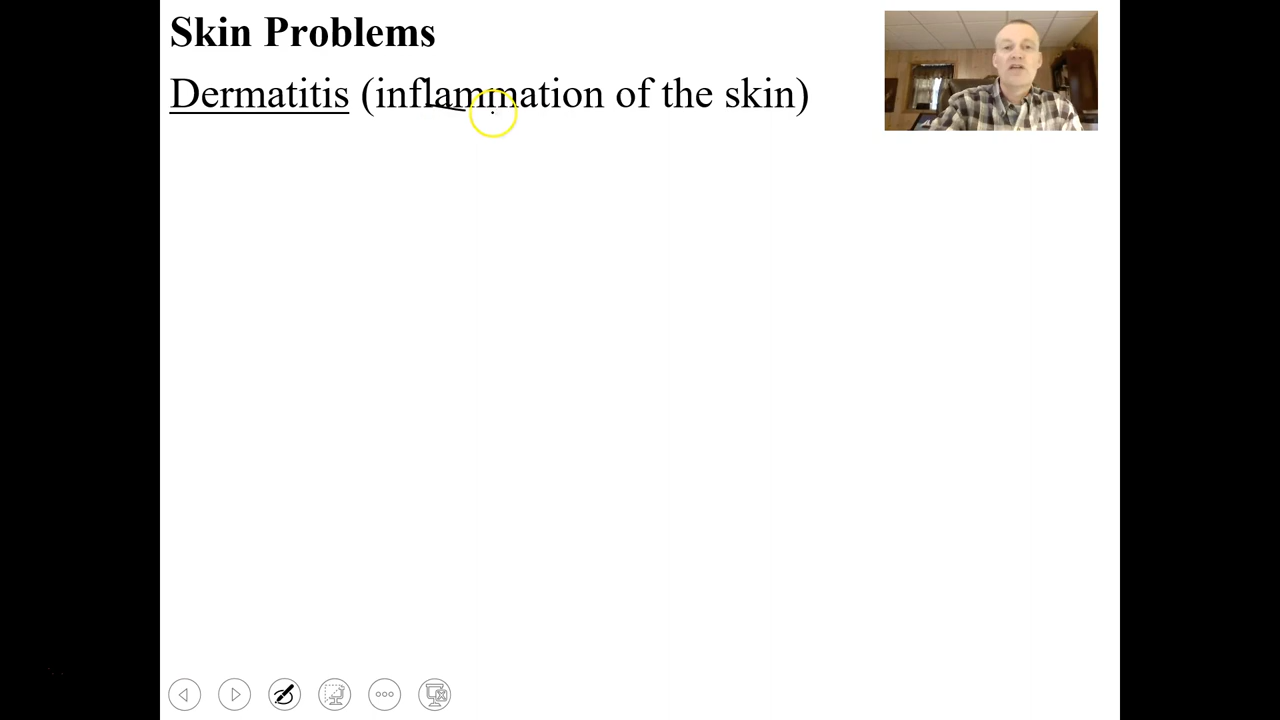 Skin Problems
Dermatitis (inflammation of the skin)